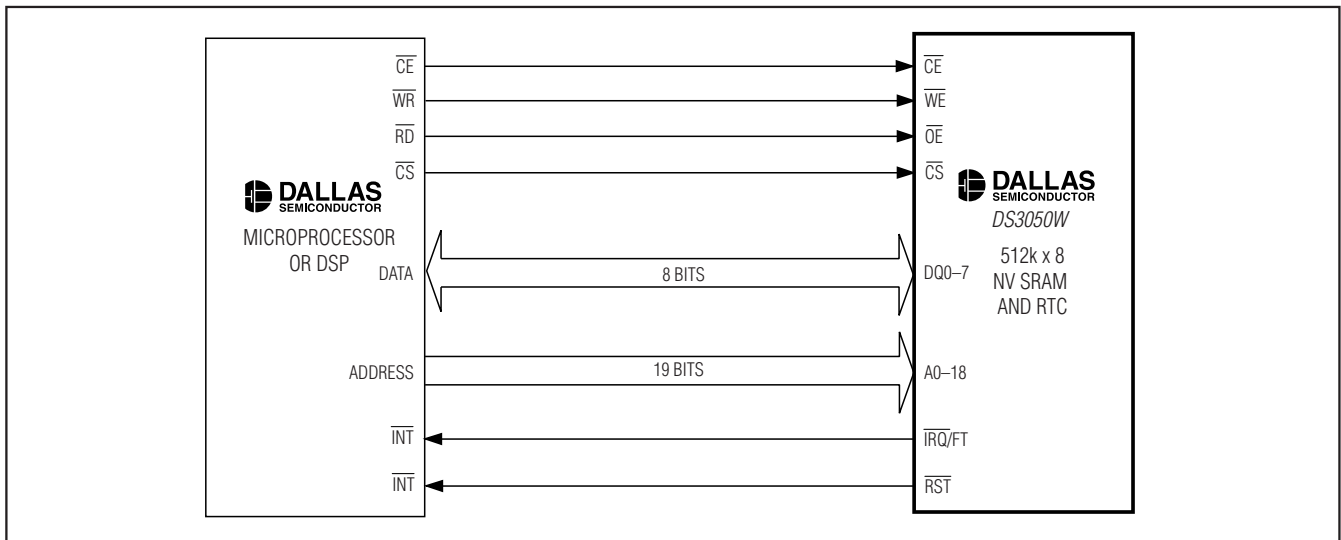 CE
CE
WR
WE
RD
OE
CS
CS
DALLAS
SEMICONDUCTOR
MICROPROCESSOR
OR DSP
DALLAS
SEMICONDUCTOR
DS3050W
512k x 8
NV SRAM
AND RTC
DATA
8 BITS
DQ0–7
ADDRESS
19 BITS
A0–18
INT
IRQ/FT
INT
RST